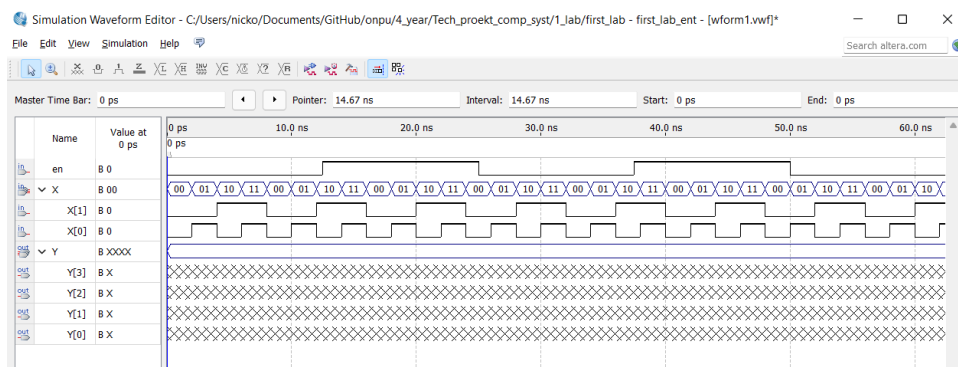 Simulation Waveform Editor - C:/Users/nicko/Documents/GitHub/onpu/4_year/Tech_proekt_comp_syst/1_lab/first_lab - first_lab_ent - [wform1.vwf]*
File Edit View Simulation Help
Search altera.com
Master Time Bar: 0 ps Pointer: 14.67 ns Interval: 14.67 ns Start: 0 ps End: 0 ps
Name Value at 0 ps
0 ps 10.0 ns 20.0 ns 30.0 ns 40.0 ns 50.0 ns 60.0 ns
0 ps
en B 0
X B 00 00 01 10 11 00 01 10 11 00 01 10 11 00 01 10 11 00 01 10 11 00 01 10 11 00 01 10 11 00 01 10
X[1] B 0
X[0] B 0
Y B XXXX
Y[3] B X
Y[2] B X
Y[1] B X
Y[0] B X